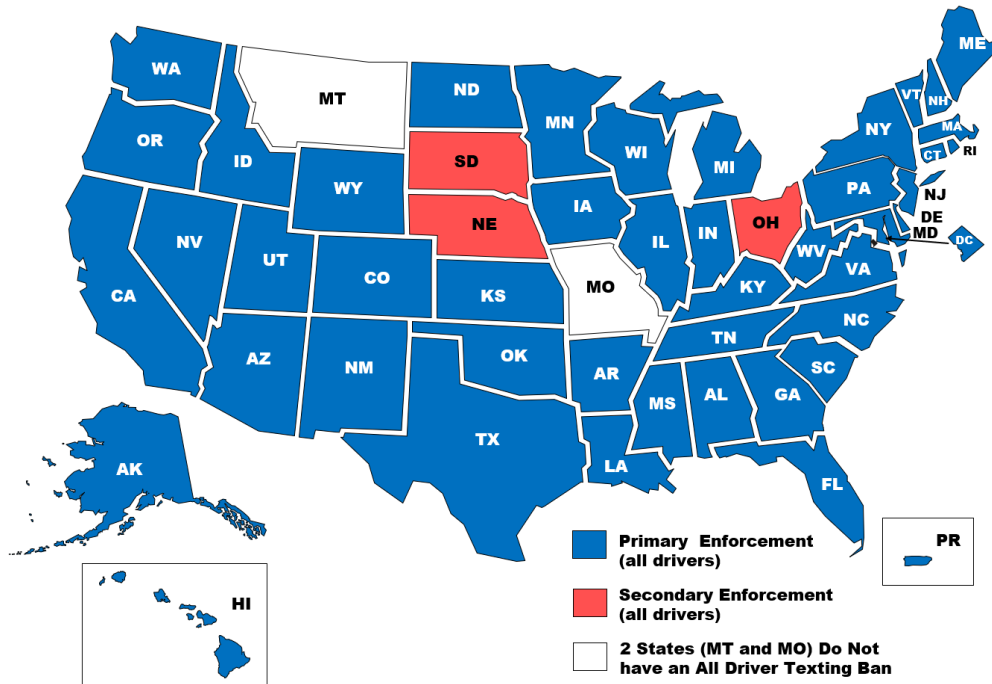 WA
MT
ND
MN
ME
VT
NH
OR
ID
SD
WI
MI
NY
MA
CT
RI
WY
NE
IA
PA
NJ
NV
UT
CO
IL
IN
OH
WV
DE
MD
DC
CA
KS
MO
KY
VA
AZ
NM
OK
AR
TN
NC
SC
TX
LA
MS
AL
GA
FL
AK
HI
PR
Primary Enforcement
(all drivers)
Secondary Enforcement
(all drivers)
2 States (MT and MO) Do Not
have an All Driver Texting Ban